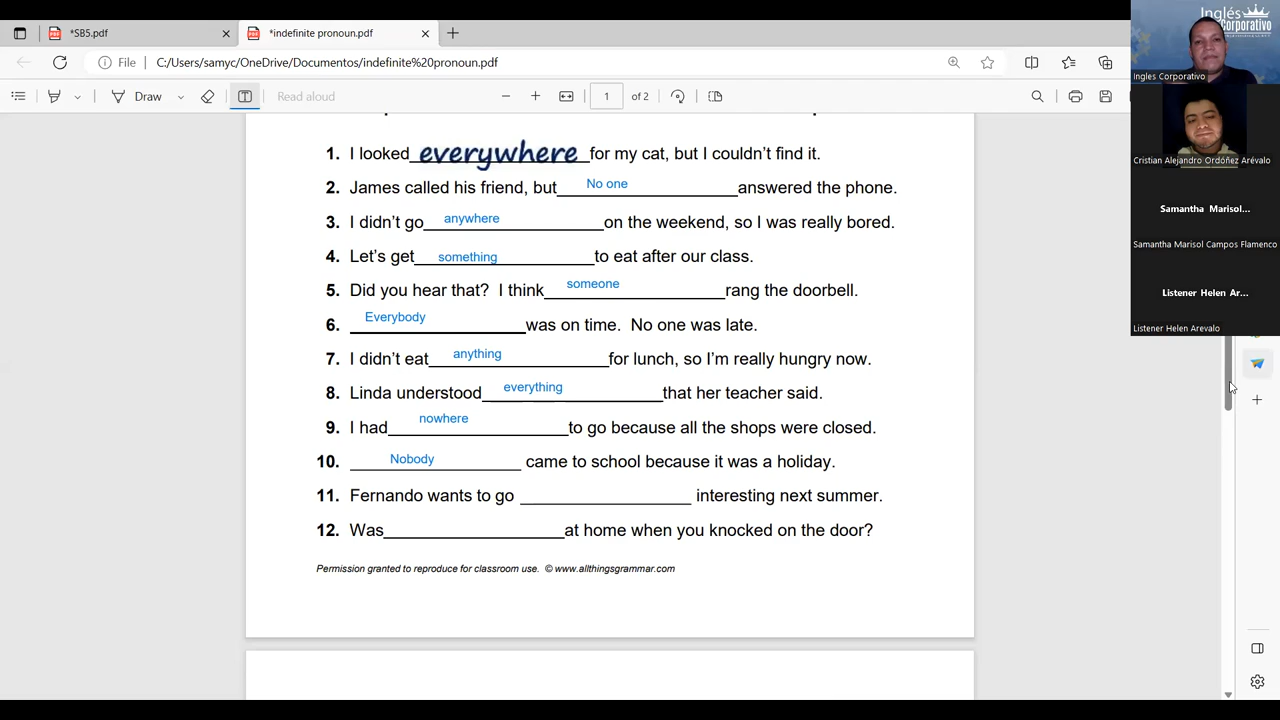 *SB5.pdf
*indefinite pronoun.pdf
File C:/Users/samyc/OneDrive/Documentos/indefinite%20pronoun.pdf
Draw Read aloud 1 of 2
1. I looked everywhere for my cat, but I couldn't find it.
2. James called his friend, but No one answered the phone.
3. I didn't go anywhere on the weekend, so I was really bored.
4. Let's get something to eat after our class.
5. Did you hear that? I think someone rang the doorbell.
6. Everybody was on time. No one was late.
7. I didn't eat anything for lunch, so I'm really hungry now.
8. Linda understood everything that her teacher said.
9. I had nowhere to go because all the shops were closed.
10. Nobody came to school because it was a holiday.
11. Fernando wants to go ____________ interesting next summer.
12. Was____________at home when you knocked on the door?
Permission granted to reproduce for classroom use. © www.allthingsgrammar.com
Inglés
Corporativo
Ingles Corporativo
Cristian Alejandro Ordóñez Arévalo
Samantha Marisol...
Samantha Marisol Campos Flamenco
Listener Helen Ar...
Listener Helen Arevalo